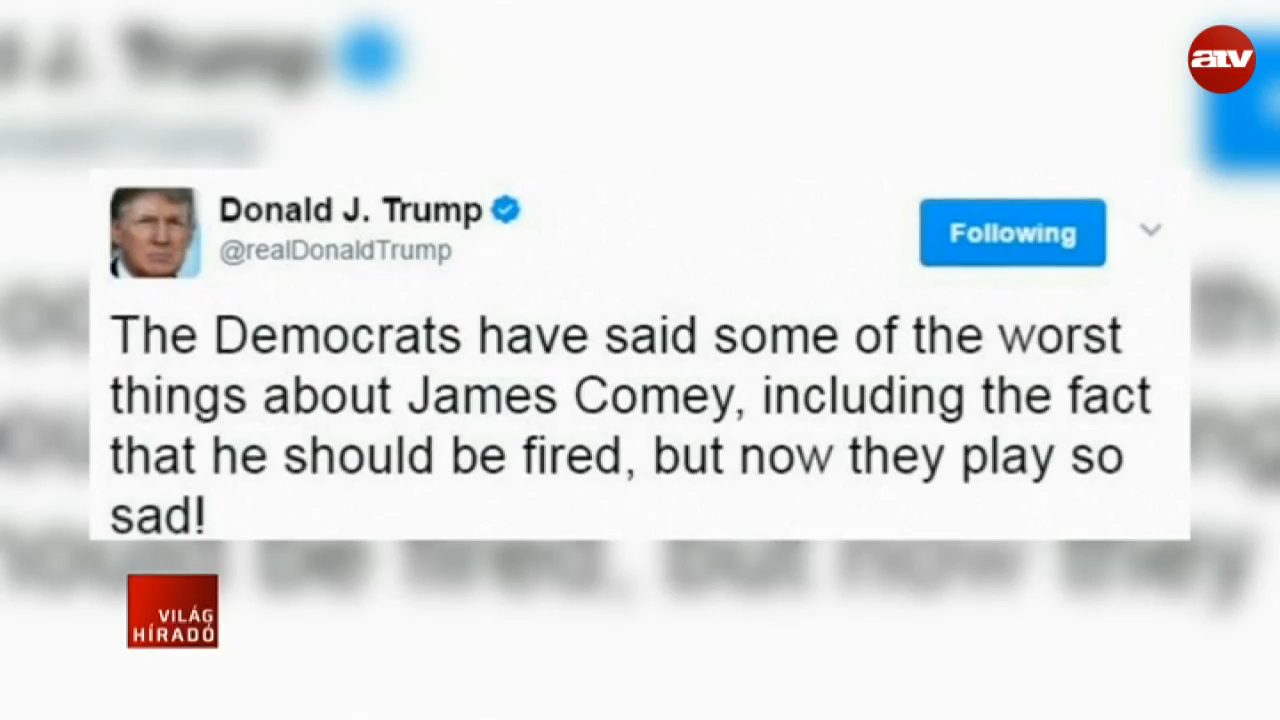 atv
Donald J. Trump
@realDonaldTrump
Following
The Democrats have said some of the worst
things about James Comey, including the fact
that he should be fired, but now they play so
sad!
VILÁG
HÍRADÓ